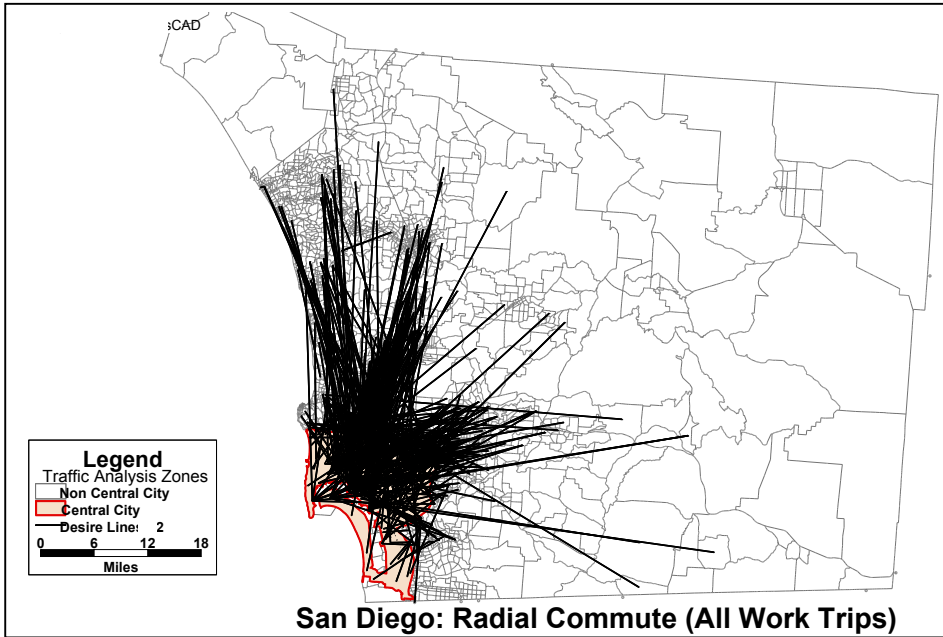 sCAD
Legend
Traffic Analysis Zones
Non Central City
Central City
Desire Lines 2
0 6 12 18
Miles
San Diego: Radial Commute (All Work Trips)